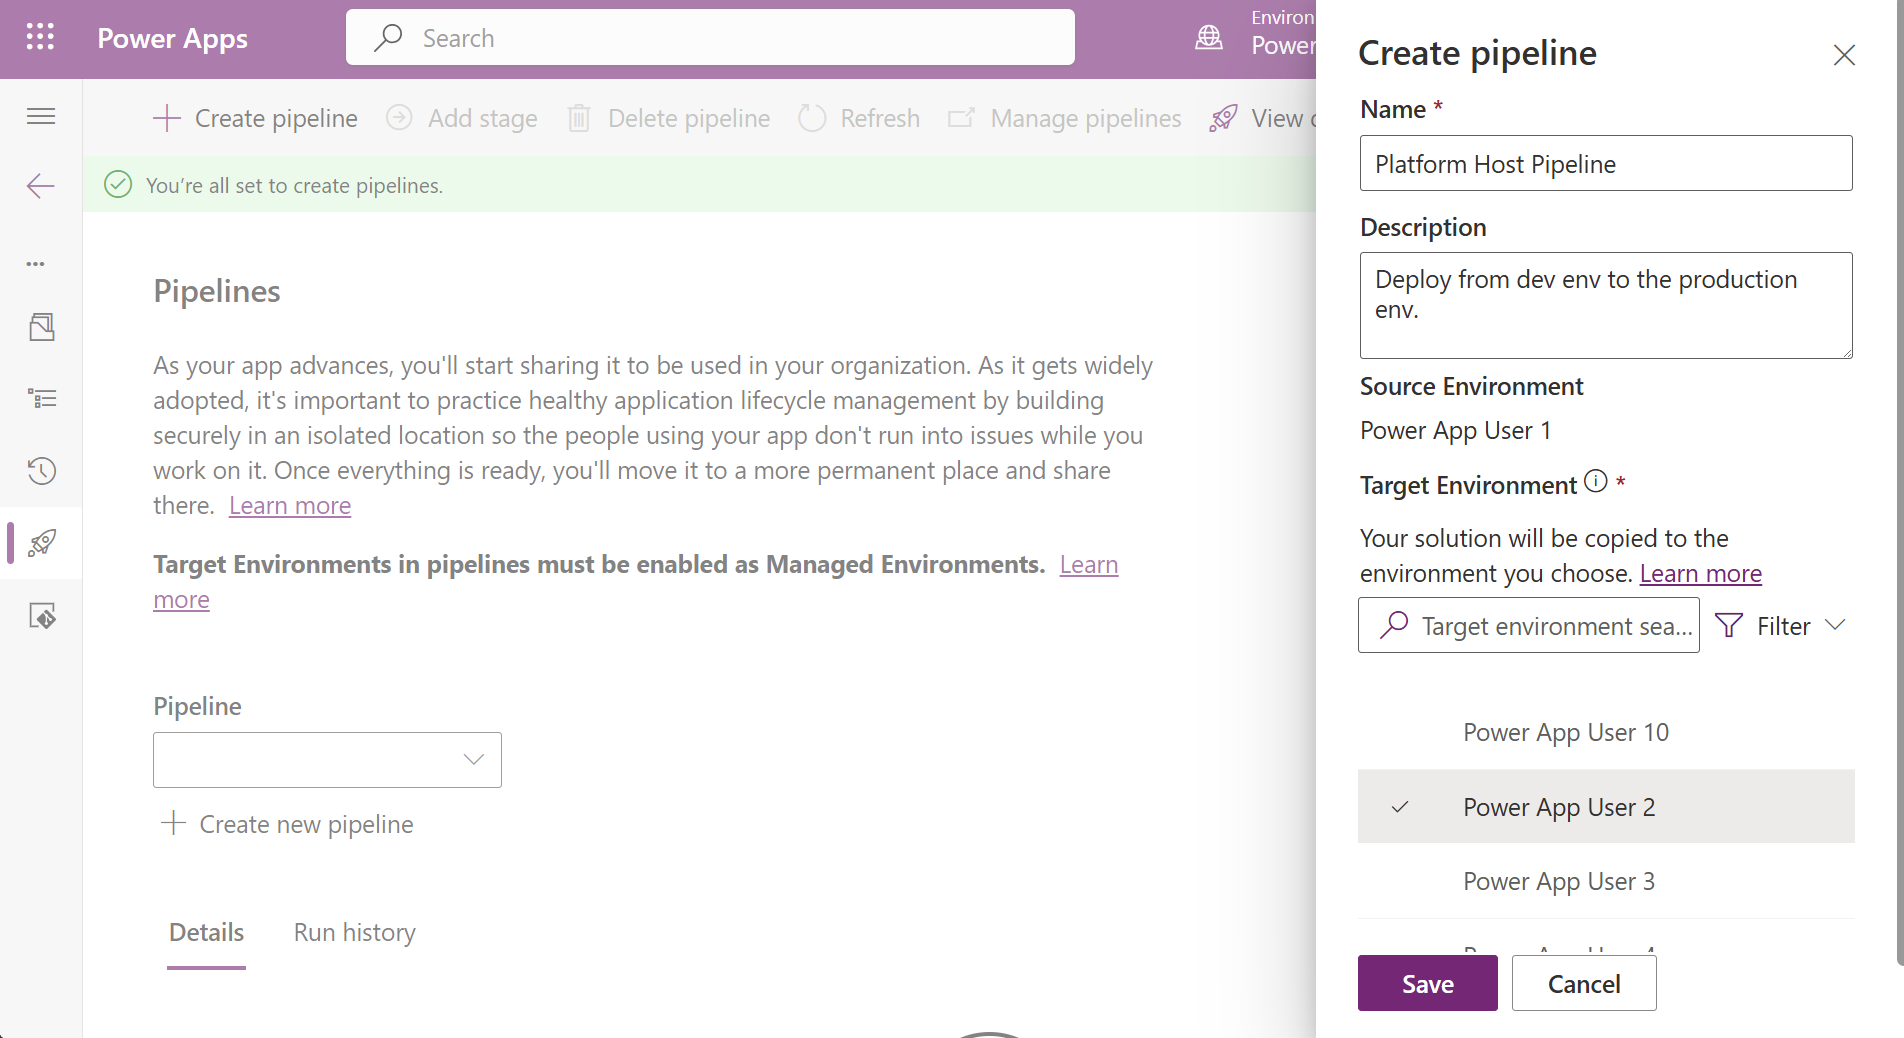 Power Apps
Search
Environ
Power
Create pipeline
Add stage
Delete pipeline
Refresh
Manage pipelines
View
You're all set to create pipelines.
Pipelines
As your app advances, you'll start sharing it to be used in your organization. As it gets widely
adopted, it's important to practice healthy application lifecycle management by building
securely in an isolated location so the people using your app don't run into issues while you
work on it. Once everything is ready, you'll move it to a more permanent place and share
there. Learn more
Target Environments in pipelines must be enabled as Managed Environments. Learn
more
Pipeline
Create new pipeline
Details
Run history
Create pipeline
Name *
Platform Host Pipeline
Description
Deploy from dev env to the production
env.
Source Environment
Power App User 1
Target Environment *
Your solution will be copied to the
environment you choose. Learn more
Target environment sea...
Filter
Power App User 10
Power App User 2
Power App User 3
Save
Cancel